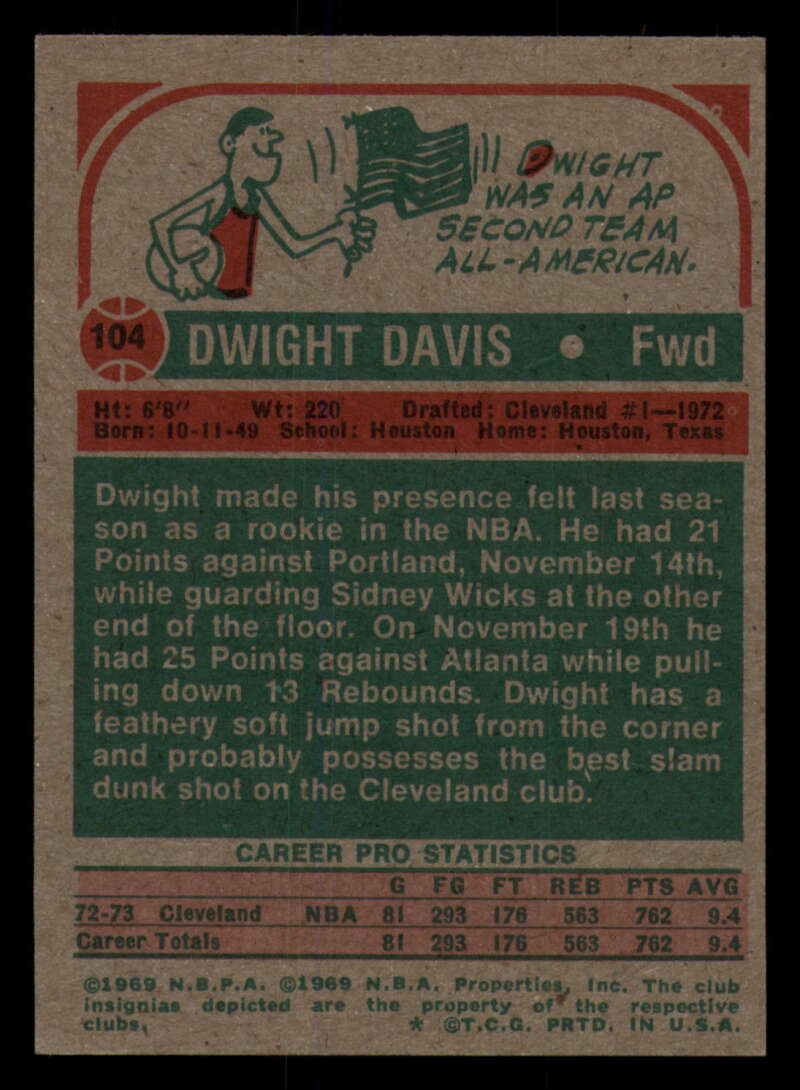 DWIGHT
WAS AN AP
SECOND TEAM
ALL-AMERICAN.
104 DWIGHT DAVIS • Fwd
Ht: 6'8" Wt: 220 Drafted: Cleveland #1—1972
Born: 10-11-49 School: Houston Home: Houston, Texas
Dwight made his presence felt last sea-
son as a rookie in the NBA. He had 21
Points against Portland, November 14th,
while guarding Sidney Wicks at the other
end of the floor. On November 19th he
had 25 Points against Atlanta while pull-
ing down 13 Rebounds. Dwight has a
feathery soft jump shot from the corner
and probably possesses the best slam
dunk shot on the Cleveland club.
CAREER PRO STATISTICS
G FG FT REB PTS AVG
72-73 Cleveland NBA 81 293 176 563 762 9.4
Career Totals 81 293 176 563 762 9.4
©1969 N.B.P.A. ©1969 N.B.A. Properties, Inc. The club
insignias depicted are the property of the respective
clubs. * ©T.C.G. PRTD. IN U.S.A.